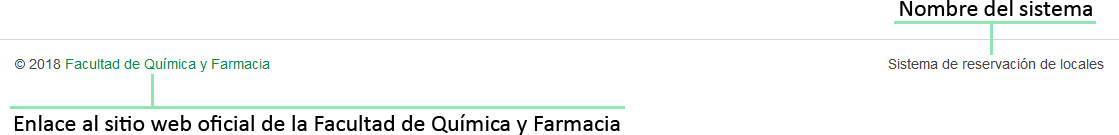 Nombre del sistema
© 2018 Facultad de Química y Farmacia
Sistema de reservación de locales
Enlace al sitio web oficial de la Facultad de Química y Farmacia